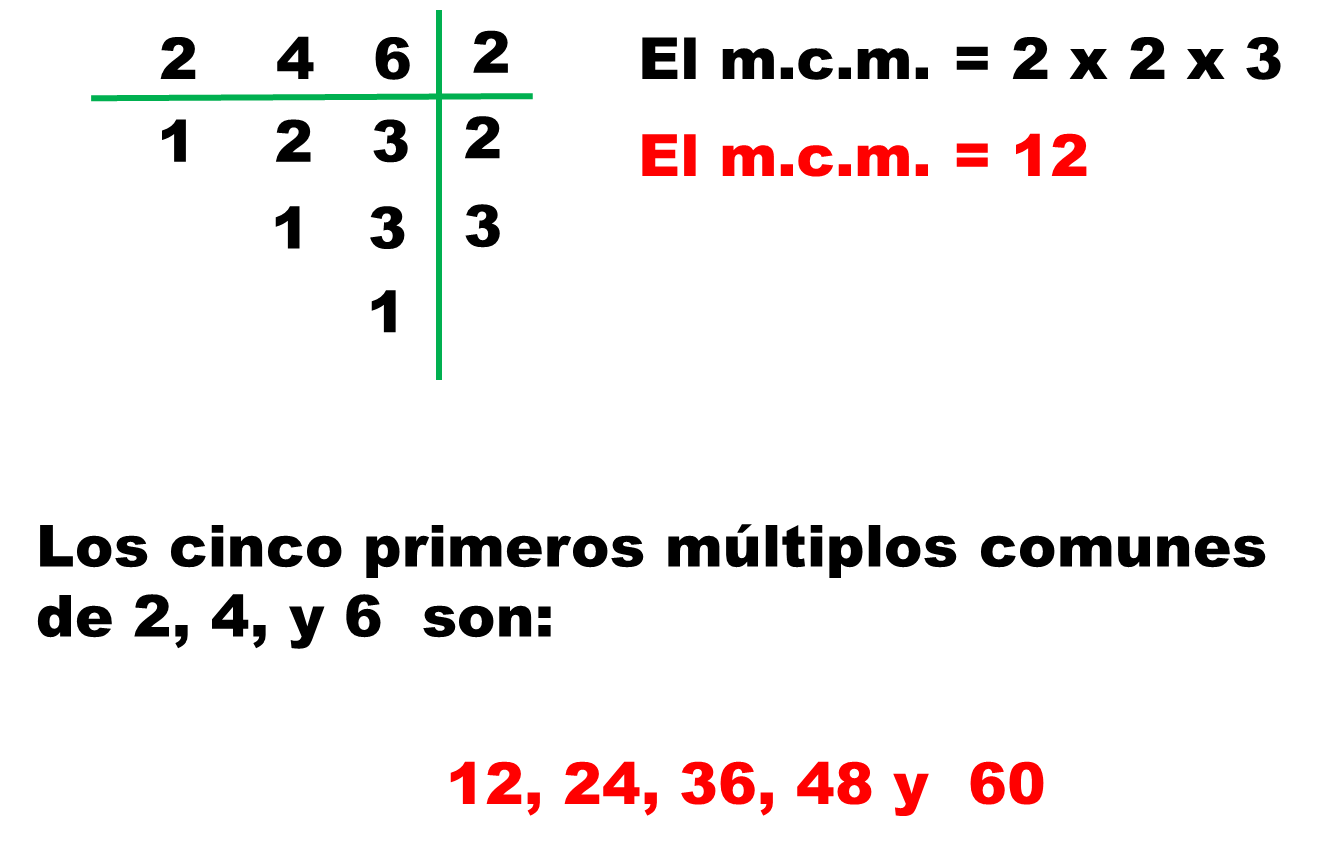 2 4 6 2
1 2 3 2
1 3 3
1
El m.c.m. = 2 x 2 x 3
El m.c.m. = 12
Los cinco primeros múltiplos comunes
de 2, 4, y 6 son:
12, 24, 36, 48 y 60